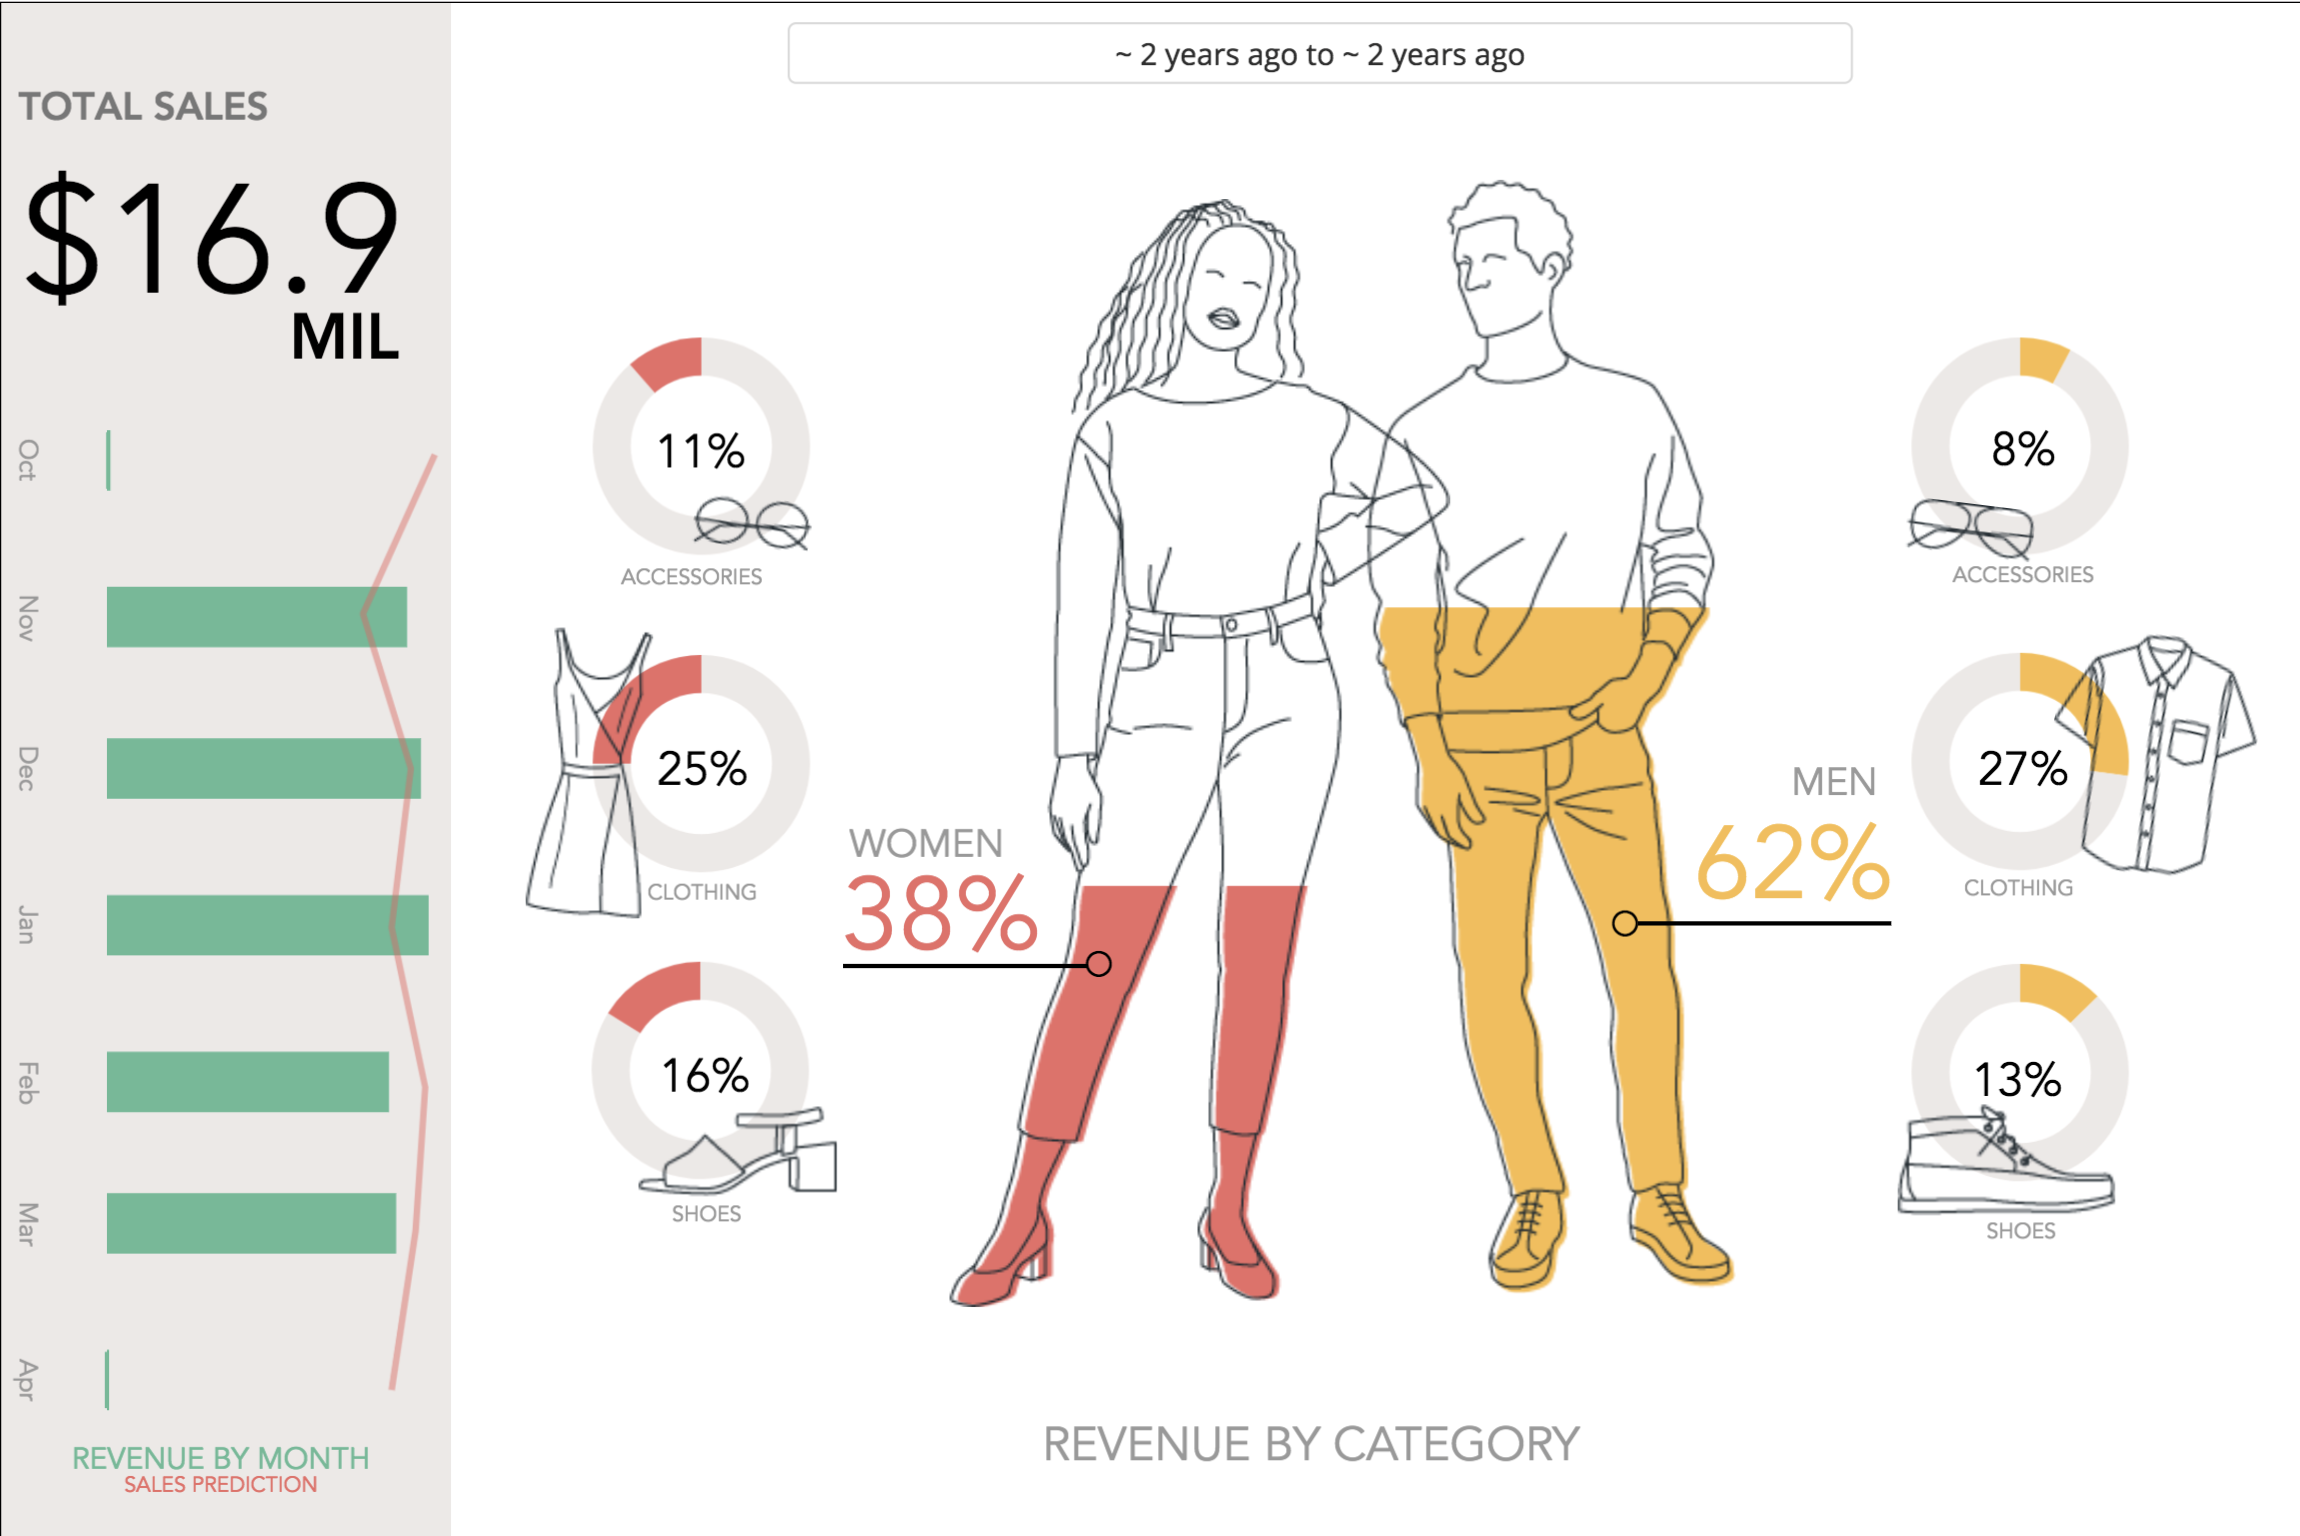 ~ 2 years ago to ~ 2 years ago
TOTAL SALES
$16.9
MIL
Oct
Nov
Dec
Jan
Feb
Mar
Apr
REVENUE BY MONTH
SALES PREDICTION
11%
ACCESSORIES
25%
CLOTHING
16%
SHOES
WOMEN
38%
MEN
62%
8%
ACCESSORIES
27%
CLOTHING
13%
SHOES
REVENUE BY CATEGORY